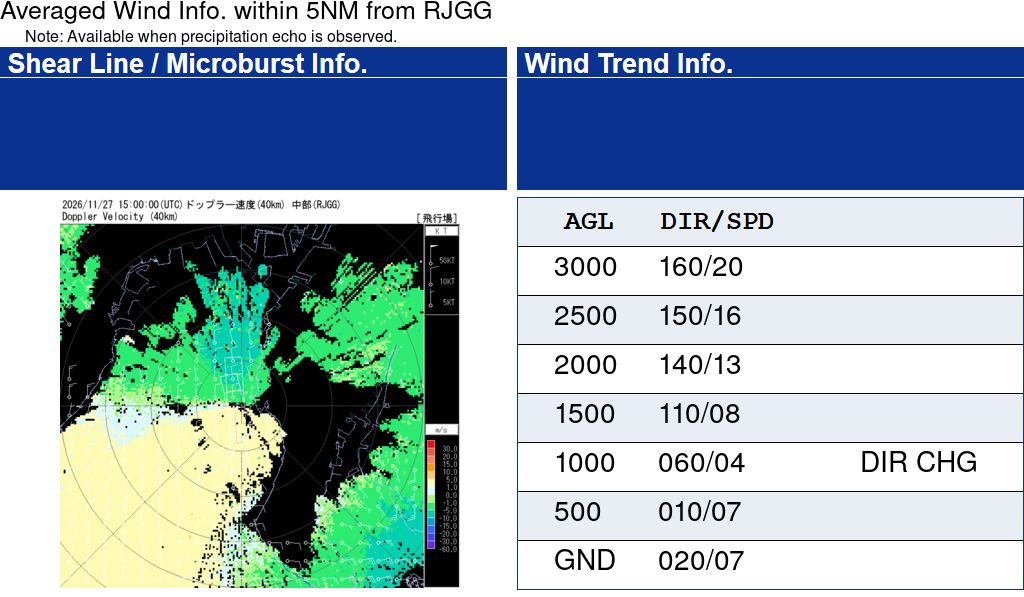 Averaged Wind Info. within 5NM from RJGG
Note: Available when precipitation echo is observed.
Shear Line / Microburst Info.
Wind Trend Info.
2026/11/27 15:00:00(UTC) ドップラー速度(40km) 中部(RJGG)
Doppler Velocity (40km)
[飛行場]
KT
50KT
10KT
5KT
m/s
30.0
20.0
15.0
10.0
5.0
1.0
0.0
-1.0
-5.0
-10.0
-15.0
-20.0
-30.0
-60.0
AGL DIR/SPD
3000 160/20
2500 150/16
2000 140/13
1500 110/08
1000 060/04 DIR CHG
500 010/07
GND 020/07